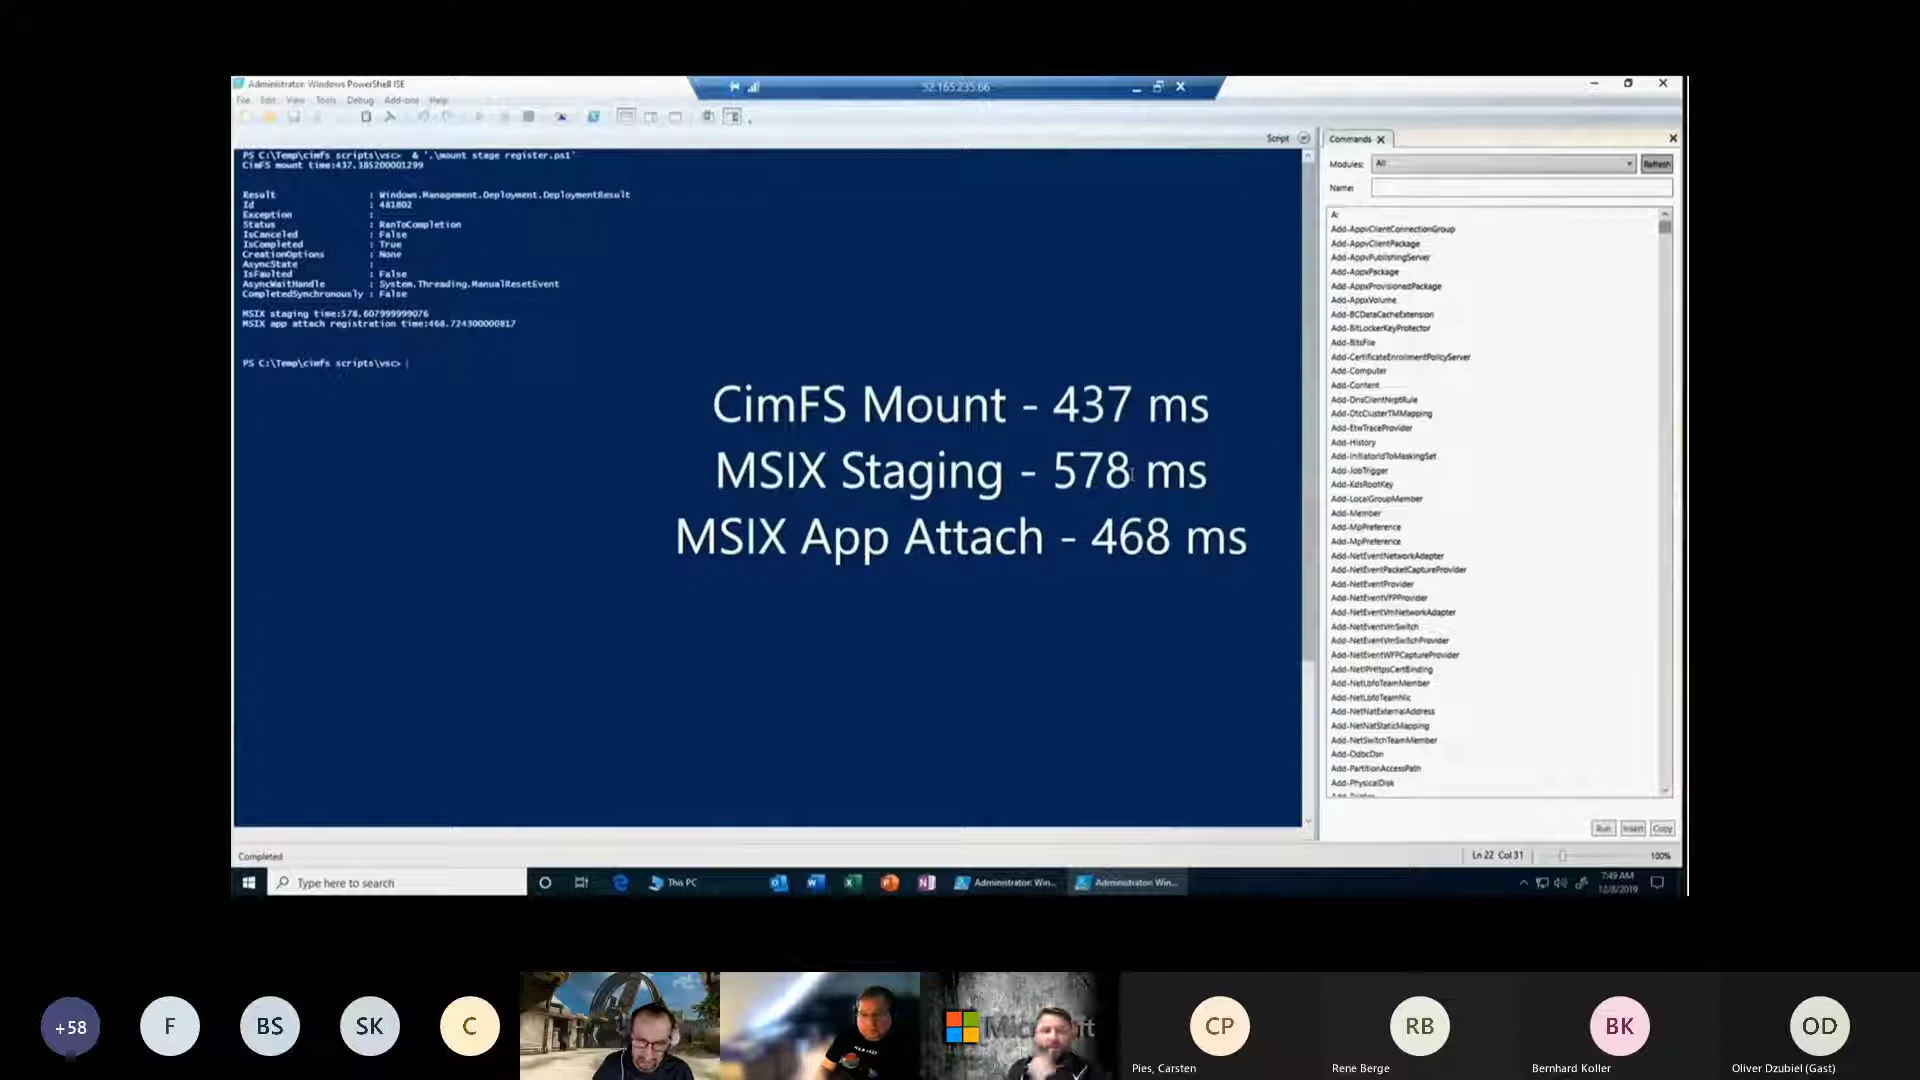 Administrator: Windows PowerShell ISE
52.165.235.66
File Edit View Tools Debug Add-ons Help
Script
PS C:\Temp\cimfs scripts\vsc> & '.\mount stage register.ps1'
CimFS mount time:437.385200001299
Result : Windows.Management.Deployment.DeploymentResult
Id : 481802
Exception :
Status : RanToCompletion
IsCanceled : False
IsCompleted : True
CreationOptions : None
AsyncState :
IsFaulted : False
AsyncWaitHandle : System.Threading.ManualResetEvent
CompletedSynchronously : False
MSIX staging time:578.607999999076
MSIX app attach registration time:468.724300000817
PS C:\Temp\cimfs scripts\vsc>
CimFS Mount - 437 ms
MSIX Staging - 578 ms
MSIX App Attach - 468 ms
Commands
Modules: All Refresh
Name:
A:
Add-AppvClientConnectionGroup
Add-AppvClientPackage
Add-AppvPublishingServer
Add-AppxPackage
Add-AppxProvisionedPackage
Add-AppxVolume
Add-BCDataCacheExtension
Add-BitLockerKeyProtector
Add-BitsFile
Add-CertificateEnrollmentPolicyServer
Add-Computer
Add-Content
Add-DnsClientNrptRule
Add-DtcClusterTMMapping
Add-EtwTraceProvider
Add-History
Add-InitiatorIdToMaskingSet
Add-JobTrigger
Add-KdsRootKey
Add-LocalGroupMember
Add-Member
Add-MpPreference
Add-MpPreference
Add-NetEventNetworkAdapter
Add-NetEventPacketCaptureProvider
Add-NetEventProvider
Add-NetEventVFPProvider
Add-NetEventVmNetworkAdapter
Add-NetEventVmSwitch
Add-NetEventVmSwitchProvider
Add-NetEventWFPCaptureProvider
Add-NetIPHttpsCertBinding
Add-NetLbfoTeamMember
Add-NetLbfoTeamNic
Add-NetNatExternalAddress
Add-NetNatStaticMapping
Add-NetSwitchTeamMember
Add-OdbcDsn
Add-PartitionAccessPath
Add-PhysicalDisk
Add-Printer
Run Insert Copy
Completed
Ln 22 Col 31
100%
Type here to search
This PC
Administrator: Win...
Administrator: Win...
7:49 AM
12/8/2019
+58
F
BS
SK
C
CP
RB
BK
OD
Pies, Carsten
Rene Berge
Bernhard Koller
Oliver Dzubiel (Gast)